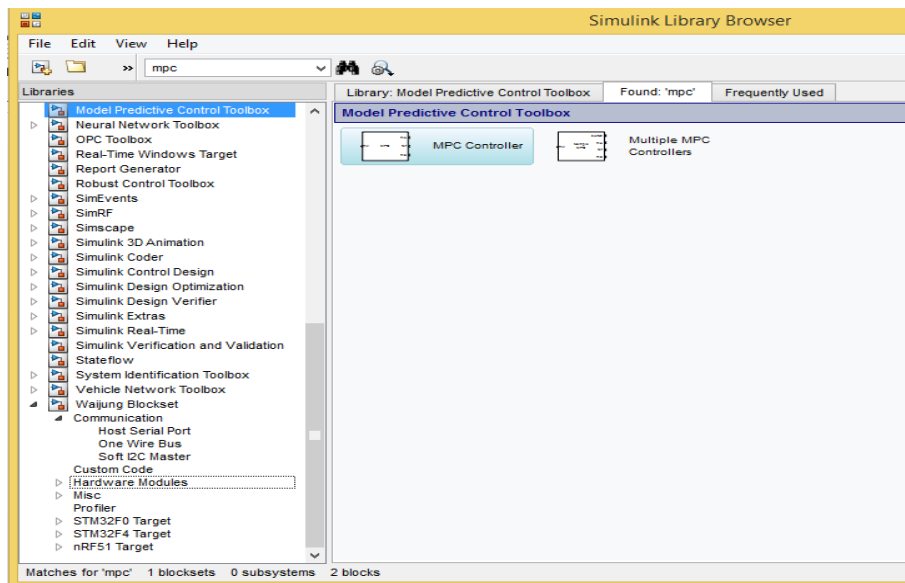 Simulink Library Browser
File Edit View Help
» mpc
Libraries
Library: Model Predictive Control Toolbox Found: 'mpc' Frequently Used
Model Predictive Control Toolbox
Neural Network Toolbox
OPC Toolbox
Real-Time Windows Target
Report Generator
Robust Control Toolbox
SimEvents
SimRF
Simscape
Simulink 3D Animation
Simulink Coder
Simulink Control Design
Simulink Design Optimization
Simulink Design Verifier
Simulink Extras
Simulink Real-Time
Simulink Verification and Validation
Stateflow
System Identification Toolbox
Vehicle Network Toolbox
Waijung Blockset
Communication
Host Serial Port
One Wire Bus
Soft I2C Master
Custom Code
Hardware Modules
Misc
Profiler
STM32F0 Target
STM32F4 Target
nRF51 Target
Model Predictive Control Toolbox
MPC Controller
Multiple MPC
Controllers
Matches for 'mpc' 1 blocksets 0 subsystems 2 blocks